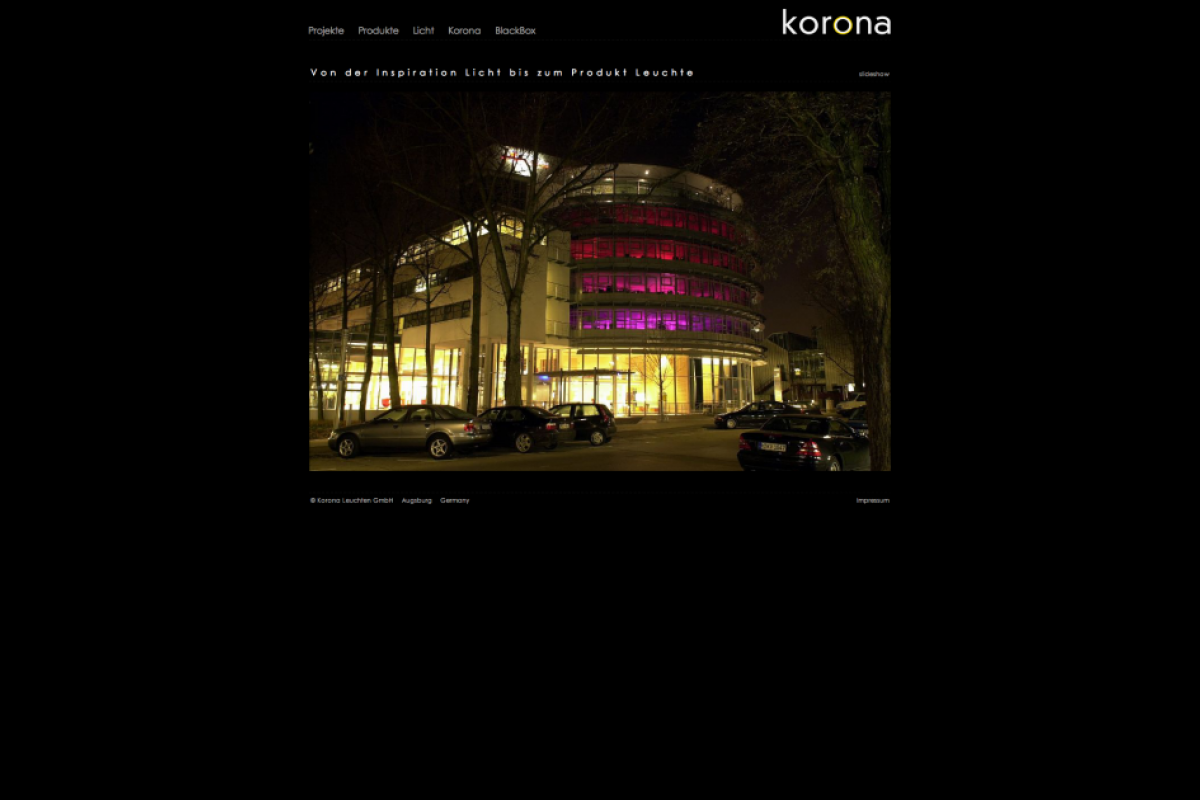 korona
Projekte Produkte Licht Korona BlackBox
Von der Inspiration Licht bis zum Produkt Leuchte
slideshow
© Korona Leuchten GmbH Augsburg Germany
Impressum